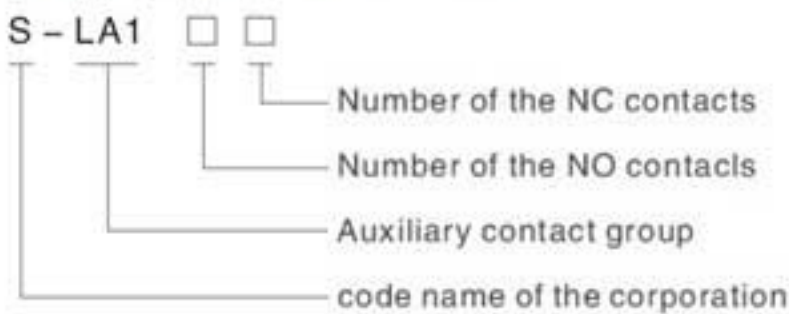 S – LA1 □ □
Number of the NC contacts
Number of the NO contacls
Auxiliary contact group
code name of the corporation